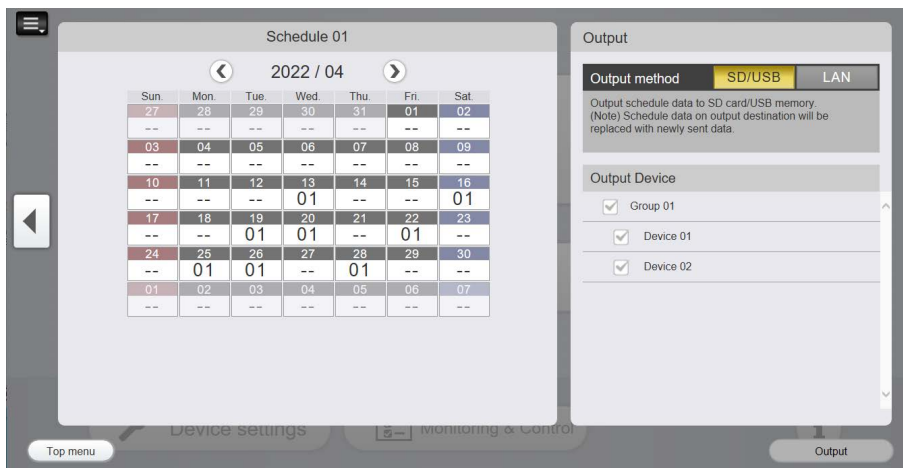 Schedule 01
2022 / 04
Sun. Mon. Tue. Wed. Thu. Fri. Sat.
27 28 29 30 31 01 02
-- -- -- -- -- -- --
03 04 05 06 07 08 09
-- -- -- -- -- -- --
10 11 12 13 14 15 16
-- -- -- 01 -- -- 01
17 18 19 20 21 22 23
-- -- 01 01 -- 01 --
24 25 26 27 28 29 30
-- 01 01 -- 01 -- --
01 02 03 04 05 06 07
-- -- -- -- -- -- --
Output
Output method SD/USB LAN
Output schedule data to SD card/USB memory.
(Note) Schedule data on output destination will be
replaced with newly sent data.
Output Device
Group 01
Device 01
Device 02
Device settings
Monitoring & Control
Top menu
Output